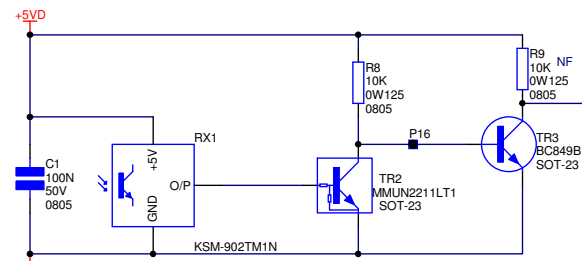 +5VD
R8
10K
0W125
0805
R9
10K
0W125
0805
NF
C1
100N
50V
0805
RX1
+5V
O/P
GND
KSM-902TM1N
TR2
MMUN2211LT1
SOT-23
P16
TR3
BC849B
SOT-23